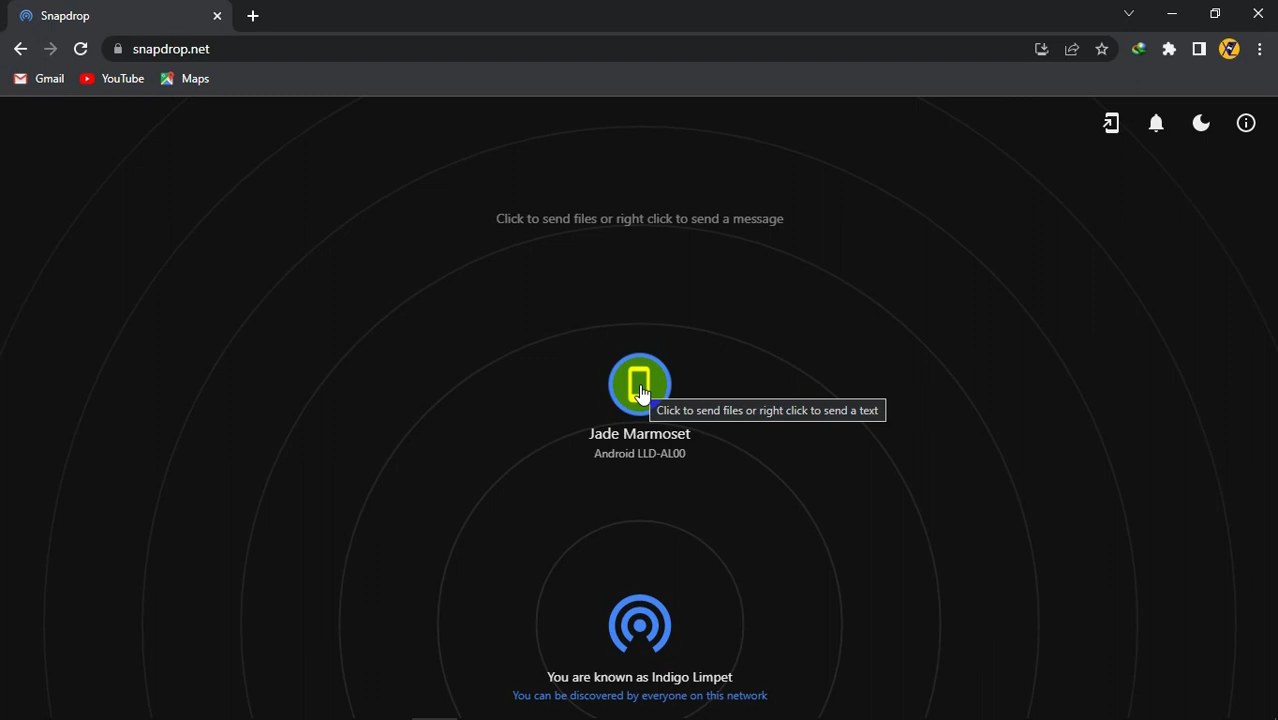 Snapdrop
snapdrop.net
Gmail YouTube Maps
Click to send files or right click to send a message
Click to send files or right click to send a text
Jade Marmoset
Android LLD-AL00
You are known as Indigo Limpet
You can be discovered by everyone on this network